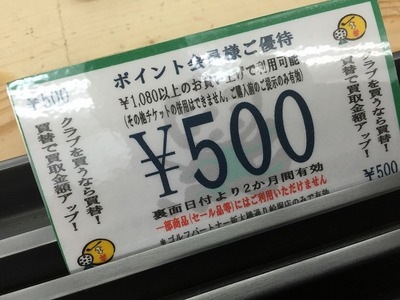 ポイント会員様ご優待
¥1,080以上のお買い上げで利用可能
(その他チケットの併用はできません。ご購入前のご提示のみ有効)
¥500
¥500
クラブを買うなら買替!
買替で買取金額アップ!
クラブを買うなら買替!
買替で買取金額アップ!
裏面日付より2か月間有効
一部商品(セール品等)にはご利用いただけません
¥500